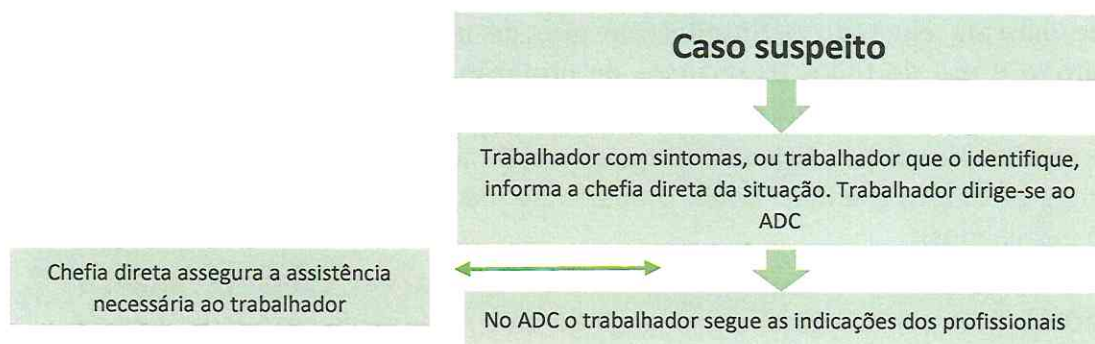 Caso suspeito
Trabalhador com sintomas, ou trabalhador que o identifique,
informa a chefia direta da situação. Trabalhador dirige-se ao
ADC
Chefia direta assegura a assistência
necessária ao trabalhador
No ADC o trabalhador segue as indicações dos profissionais